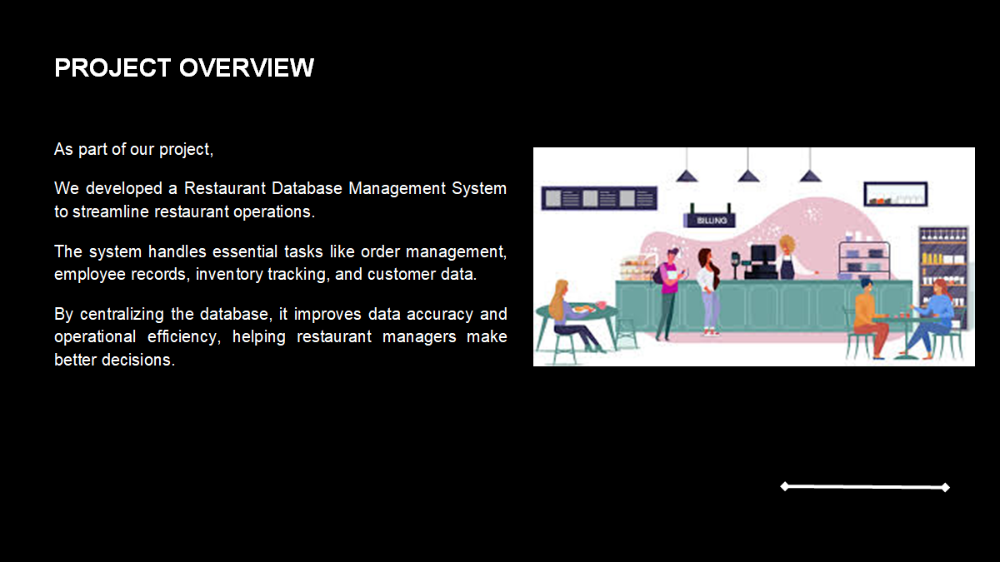 PROJECT OVERVIEW
As part of our project,
We developed a Restaurant Database Management System
to streamline restaurant operations.
The system handles essential tasks like order management,
employee records, inventory tracking, and customer data.
By centralizing the database, it improves data accuracy and
operational efficiency, helping restaurant managers make
better decisions.
BILLING